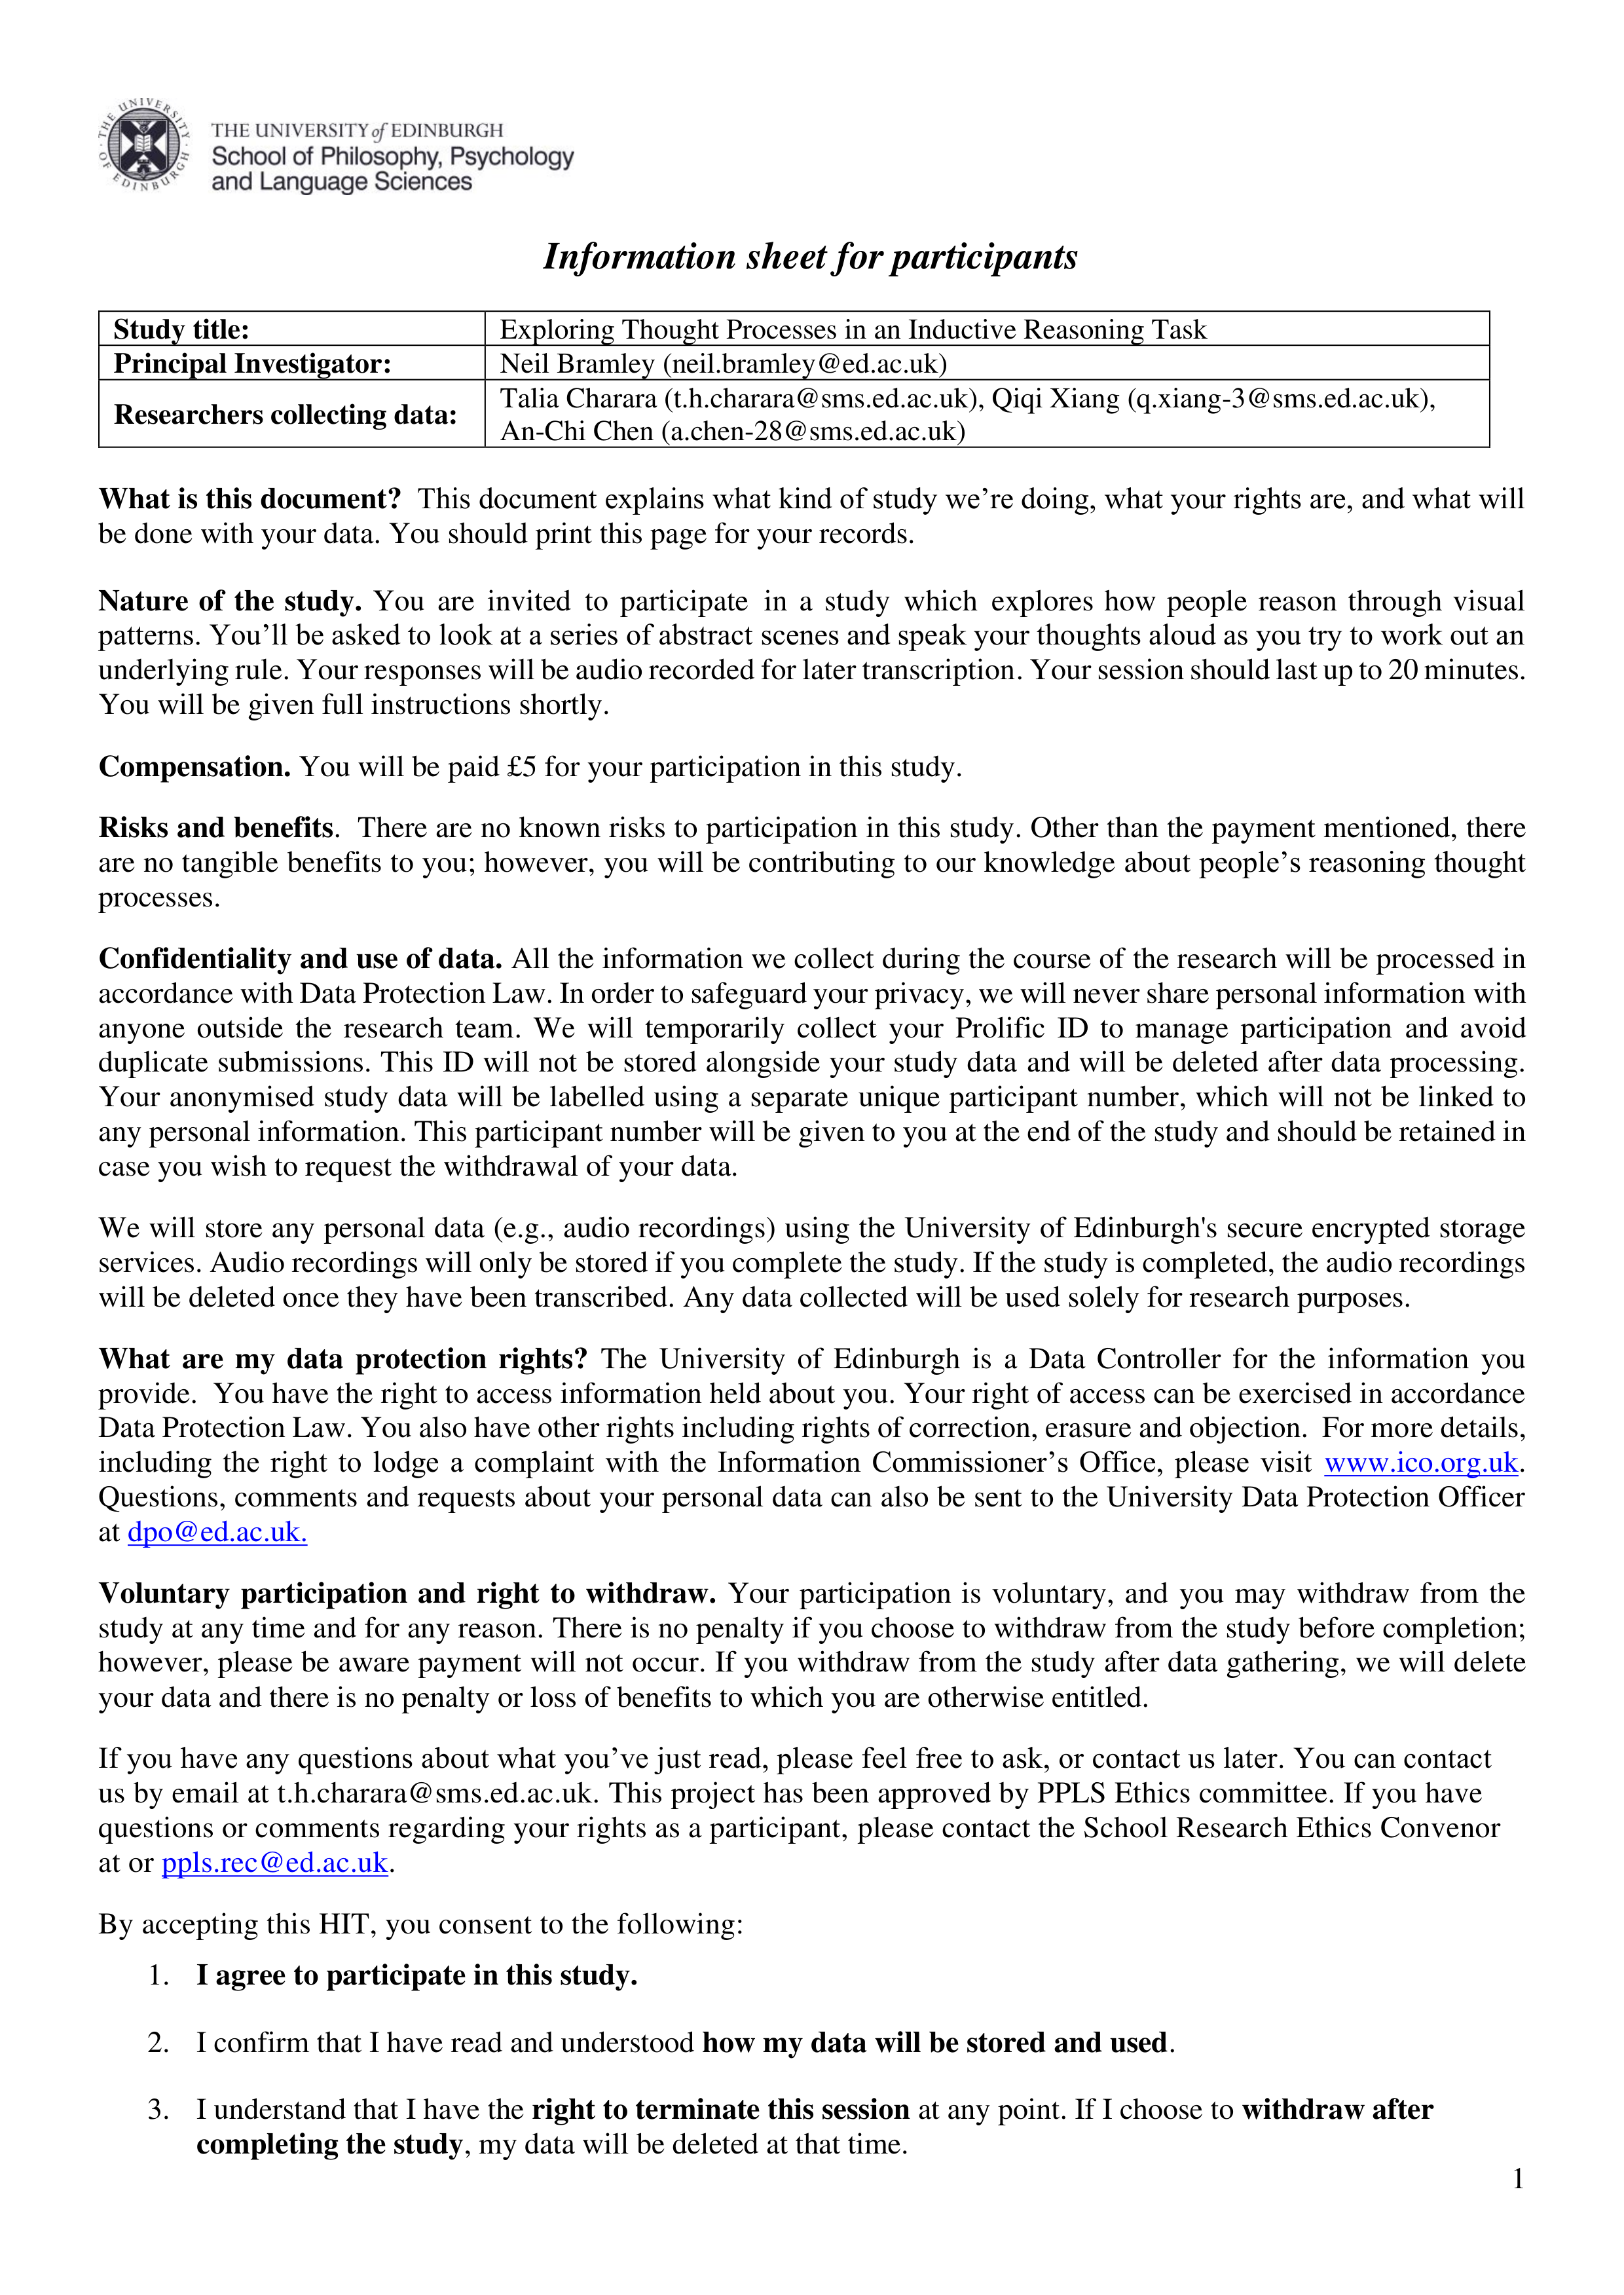 THE UNIVERSITY OF EDINBURGH
THE UNIVERSITY of EDINBURGH
School of Philosophy, Psychology
and Language Sciences
Information sheet for participants
Study title: Exploring Thought Processes in an Inductive Reasoning Task
Principal Investigator: Neil Bramley (neil.bramley@ed.ac.uk)
Researchers collecting data: Talia Charara (t.h.charara@sms.ed.ac.uk), Qiqi Xiang (q.xiang-3@sms.ed.ac.uk),
An-Chi Chen (a.chen-28@sms.ed.ac.uk)
What is this document? This document explains what kind of study we’re doing, what your rights are, and what will
be done with your data. You should print this page for your records.
Nature of the study. You are invited to participate in a study which explores how people reason through visual
patterns. You’ll be asked to look at a series of abstract scenes and speak your thoughts aloud as you try to work out an
underlying rule. Your responses will be audio recorded for later transcription. Your session should last up to 20 minutes.
You will be given full instructions shortly.
Compensation. You will be paid £5 for your participation in this study.
Risks and benefits. There are no known risks to participation in this study. Other than the payment mentioned, there
are no tangible benefits to you; however, you will be contributing to our knowledge about people’s reasoning thought
processes.
Confidentiality and use of data. All the information we collect during the course of the research will be processed in
accordance with Data Protection Law. In order to safeguard your privacy, we will never share personal information with
anyone outside the research team. We will temporarily collect your Prolific ID to manage participation and avoid
duplicate submissions. This ID will not be stored alongside your study data and will be deleted after data processing.
Your anonymised study data will be labelled using a separate unique participant number, which will not be linked to
any personal information. This participant number will be given to you at the end of the study and should be retained in
case you wish to request the withdrawal of your data.
We will store any personal data (e.g., audio recordings) using the University of Edinburgh's secure encrypted storage
services. Audio recordings will only be stored if you complete the study. If the study is completed, the audio recordings
will be deleted once they have been transcribed. Any data collected will be used solely for research purposes.
What are my data protection rights? The University of Edinburgh is a Data Controller for the information you
provide. You have the right to access information held about you. Your right of access can be exercised in accordance
Data Protection Law. You also have other rights including rights of correction, erasure and objection. For more details,
including the right to lodge a complaint with the Information Commissioner’s Office, please visit www.ico.org.uk.
Questions, comments and requests about your personal data can also be sent to the University Data Protection Officer
at dpo@ed.ac.uk.
Voluntary participation and right to withdraw. Your participation is voluntary, and you may withdraw from the
study at any time and for any reason. There is no penalty if you choose to withdraw from the study before completion;
however, please be aware payment will not occur. If you withdraw from the study after data gathering, we will delete
your data and there is no penalty or loss of benefits to which you are otherwise entitled.
If you have any questions about what you’ve just read, please feel free to ask, or contact us later. You can contact
us by email at t.h.charara@sms.ed.ac.uk. This project has been approved by PPLS Ethics committee. If you have
questions or comments regarding your rights as a participant, please contact the School Research Ethics Convenor
at or ppls.rec@ed.ac.uk.
By accepting this HIT, you consent to the following:
1. I agree to participate in this study.
2. I confirm that I have read and understood how my data will be stored and used.
3. I understand that I have the right to terminate this session at any point. If I choose to withdraw after
completing the study, my data will be deleted at that time.
1